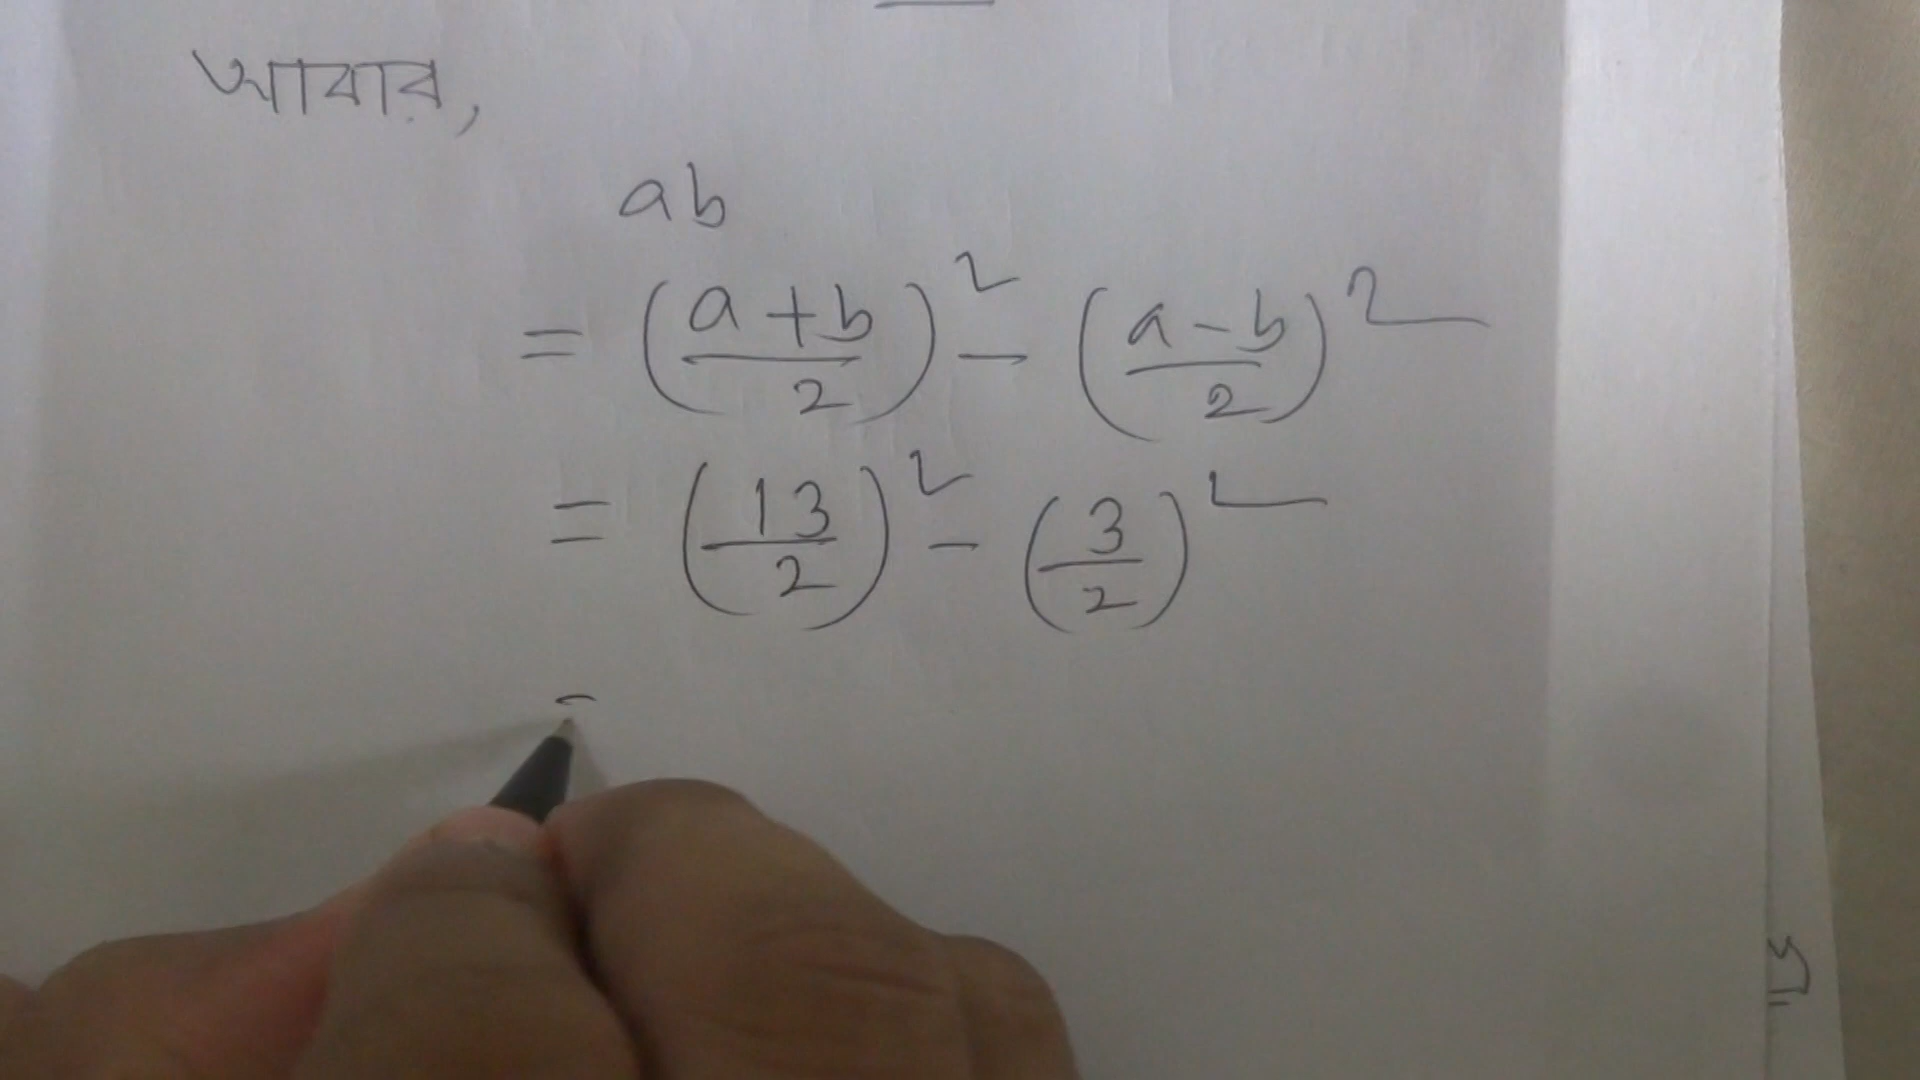 আবার,
ab
= (a+b/2)² - (a-b/2)²
= (13/2)² - (3/2)²